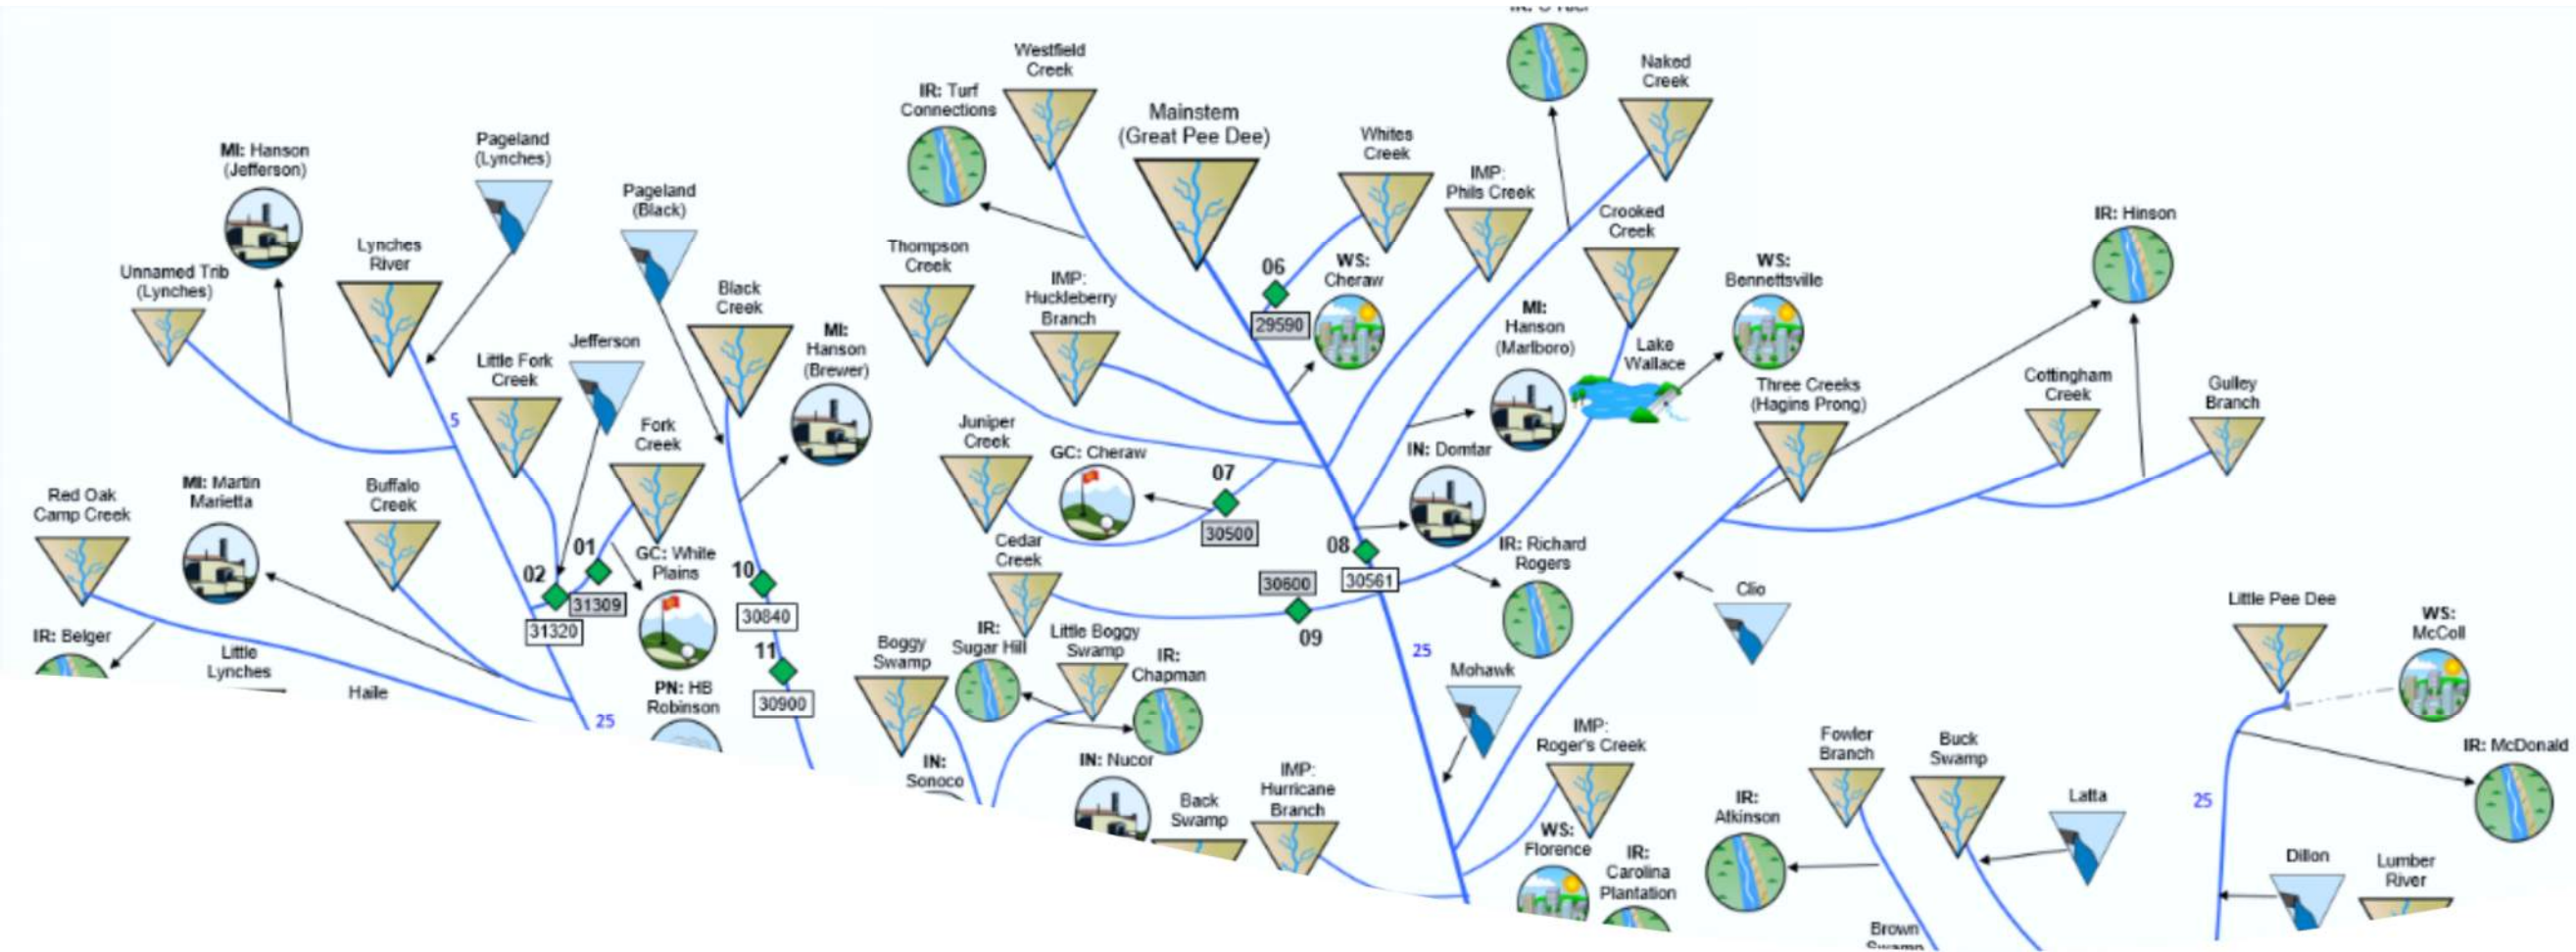 Westfield
Creek
Naked
Creek
IR: Turf
Connections
Mainstem
(Great Pee Dee)
Whites
Creek
IMP:
Phils Creek
MI: Hanson
(Jefferson)
Pageland
(Lynches)
Pageland
(Black)
Crooked
Creek
IR: Hinson
Lynches
River
Thompson
Creek
Unnamed Trib
(Lynches)
IMP:
Huckleberry
Branch
06
29590
WS:
Cheraw
WS:
Bennettsville
Black
Creek
MI:
Hanson
(Brewer)
MI:
Hanson
(Marlboro)
Lake
Wallace
Jefferson
Little Fork
Creek
Three Creeks
(Hagins Prong)
Cottingham
Creek
Gulley
Branch
5
Fork
Creek
Juniper
Creek
GC: Cheraw
07
30500
IN: Domtar
Red Oak
Camp Creek
MI: Martin
Marietta
Buffalo
Creek
01
02
31309
31320
GC: White
Plains
10
30840
11
30900
Cedar
Creek
08
30561
30600
09
IR: Richard
Rogers
Clio
Little Pee Dee
WS:
McColl
IR: Belger
Little
Lynches
Haile
25
PN: HB
Robinson
Boggy
Swamp
IR:
Sugar Hill
Little Boggy
Swamp
IR:
Chapman
25
Mohawk
IN:
Sonoco
IN: Nucor
Back
Swamp
IMP:
Hurricane
Branch
IMP:
Roger's Creek
WS:
Florence
IR:
Carolina
Plantation
IR:
Atkinson
Fowler
Branch
Buck
Swamp
Latta
25
IR: McDonald
Dillon
Lumber
River
Brown